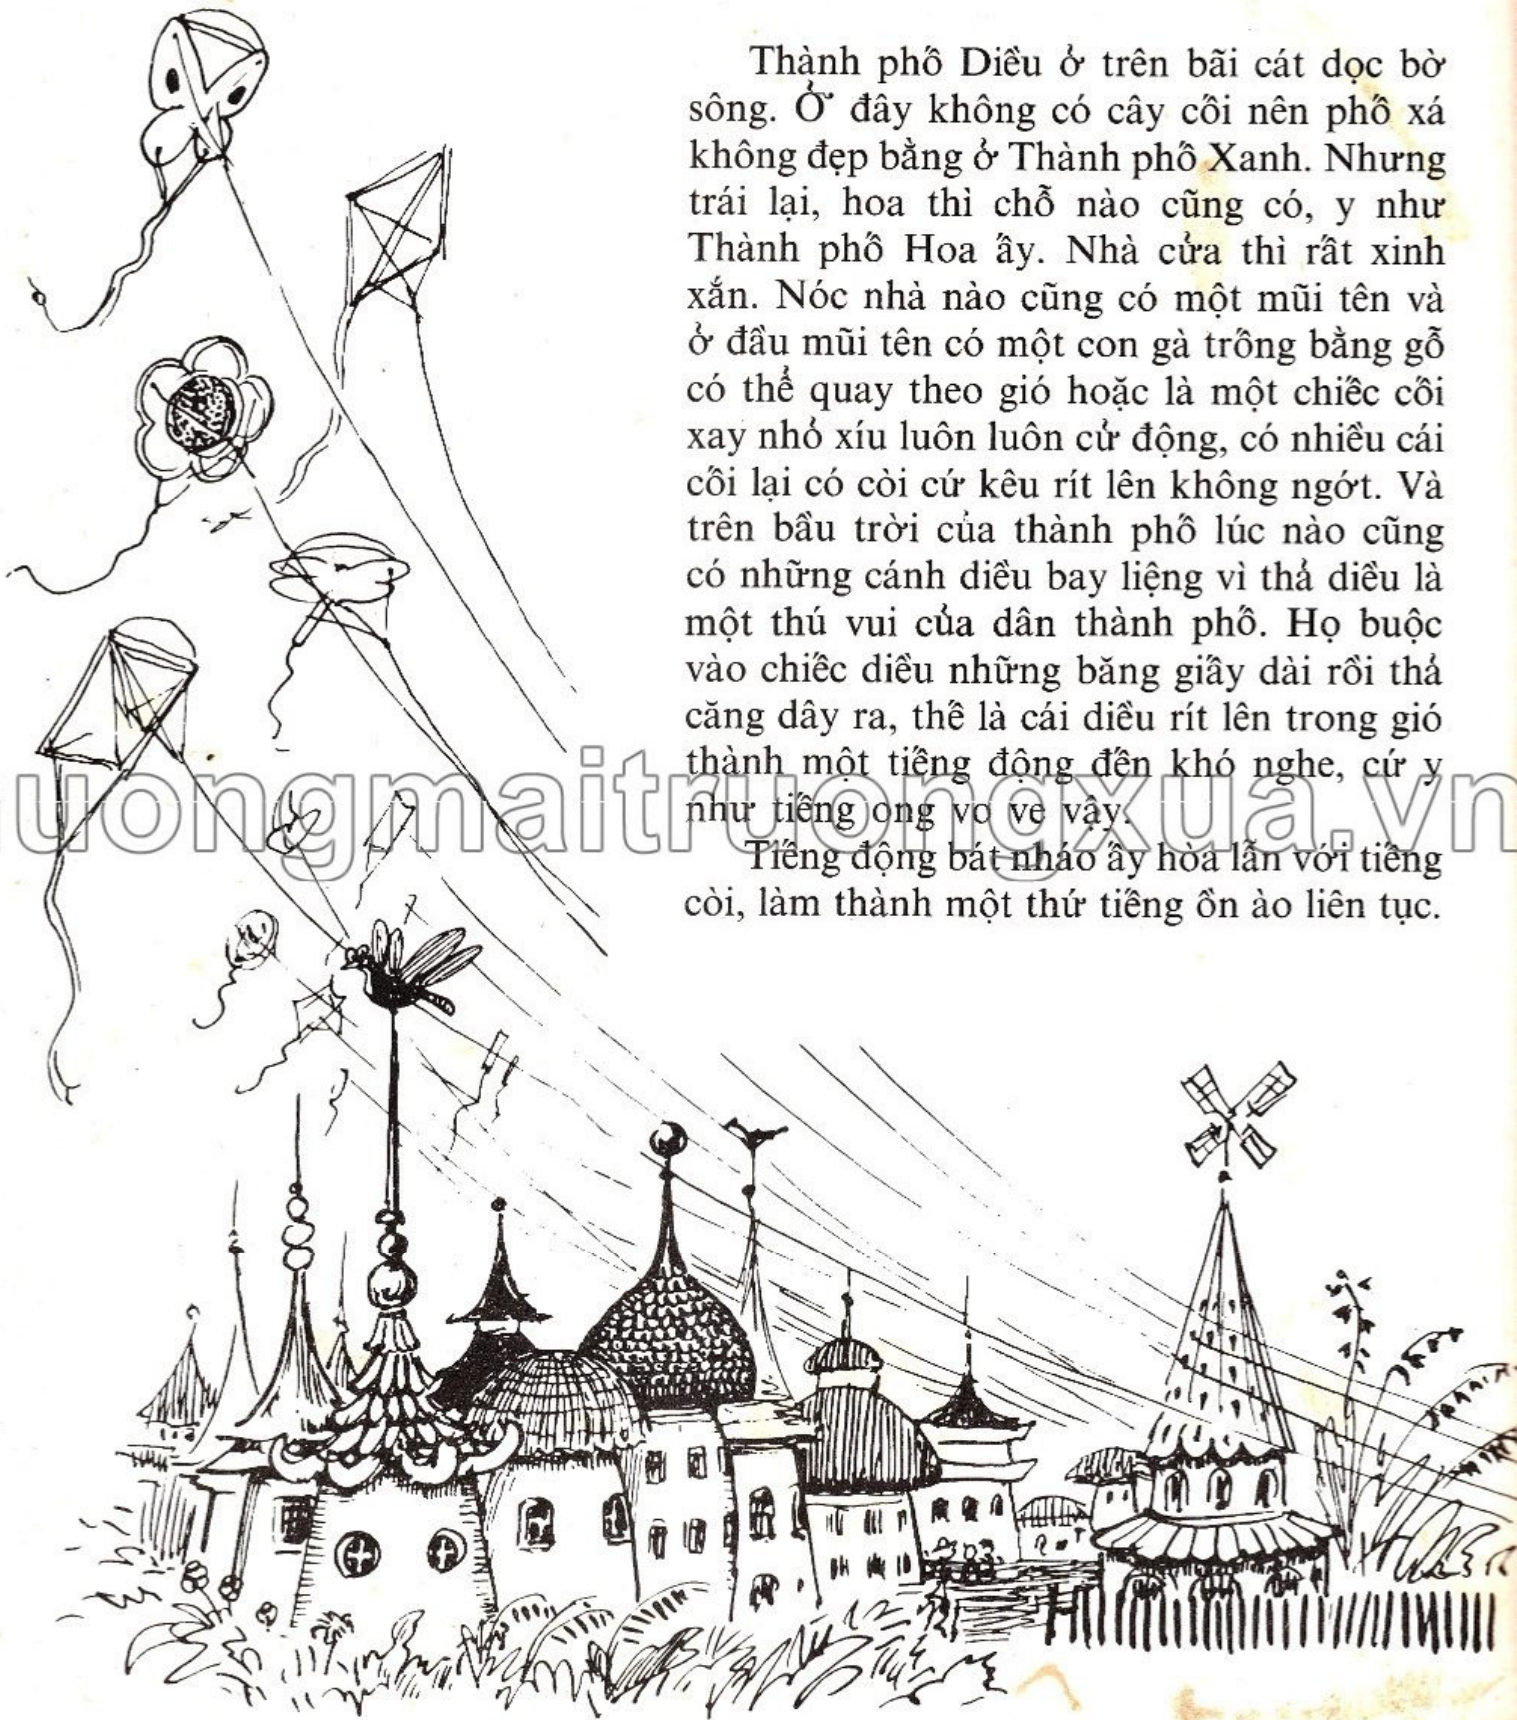 Thành phố Diều ở trên bãi cát dọc bờ
sông. Ở đây không có cây cối nên phố xá
không đẹp bằng ở Thành phố Xanh. Nhưng
trái lại, hoa thì chỗ nào cũng có, y như
Thành phố Hoa ấy. Nhà cửa thì rất xinh
xắn. Nóc nhà nào cũng có một mũi tên và
ở đầu mũi tên có một con gà trống bằng gỗ
có thể quay theo gió hoặc là một chiếc cối
xay nhỏ xíu luôn luôn cử động, có nhiều cái
cối lại có còi cứ kêu rít lên không ngớt. Và
trên bầu trời của thành phố lúc nào cũng
có những cánh diều bay liệng vì thả diều là
một thú vui của dân thành phố. Họ buộc
vào chiếc diều những băng giấy dài rồi thả
căng dây ra, thế là cái diều rít lên trong gió
thành một tiếng động đến khó nghe, cứ y
uongmaitruongxua.vn
như tiếng ong vo ve vậy.
Tiếng động bát nháo ấy hòa lẫn với tiếng
còi, làm thành một thứ tiếng ồn ào liên tục.